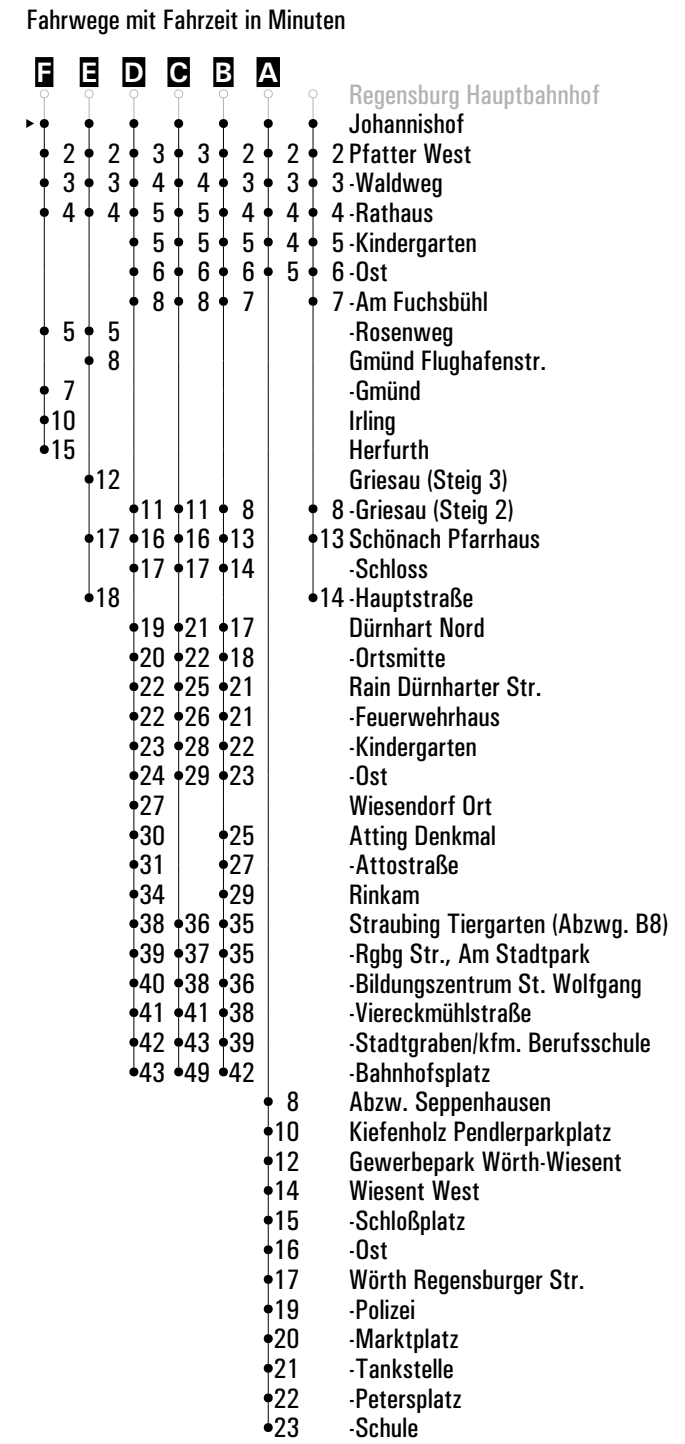 Fahrwege mit Fahrzeit in Minuten
F E D C B A
Regensburg Hauptbahnhof
Johannishof
2 2 3 3 2 2 2 Pfatter West
3 3 4 4 3 3 3 -Waldweg
4 4 5 5 4 4 4 -Rathaus
5 5 5 4 5 -Kindergarten
6 6 6 5 6 -Ost
8 8 7 7 -Am Fuchsbühl
5 5 -Rosenweg
8 Gmünd Flughafenstr.
7 -Gmünd
10 Irling
15 Herfurth
12 Griesau (Steig 3)
11 11 8 8 -Griesau (Steig 2)
17 16 16 13 13 Schönach Pfarrhaus
17 17 14 -Schloss
18 14 -Hauptstraße
19 21 17 Dürnhart Nord
20 22 18 -Ortsmitte
22 25 21 Rain Dürnharter Str.
22 26 21 -Feuerwehrhaus
23 28 22 -Kindergarten
24 29 23 -Ost
27 Wiesendorf Ort
30 25 Atting Denkmal
31 27 -Attostraße
34 29 Rinkam
38 36 35 Straubing Tiergarten (Abzwg. B8)
39 37 35 -Rgbg Str., Am Stadtpark
40 38 36 -Bildungszentrum St. Wolfgang
41 41 38 -Viereckmühlstraße
42 43 39 -Stadtgraben/kfm. Berufsschule
43 49 42 -Bahnhofsplatz
8 Abzw. Seppenhausen
10 Kiefenholz Pendlerparkplatz
12 Gewerbepark Wörth-Wiesent
14 Wiesent West
15 -Schloßplatz
16 -Ost
17 Wörth Regensburger Str.
19 -Polizei
20 -Marktplatz
21 -Tankstelle
22 -Petersplatz
23 -Schule